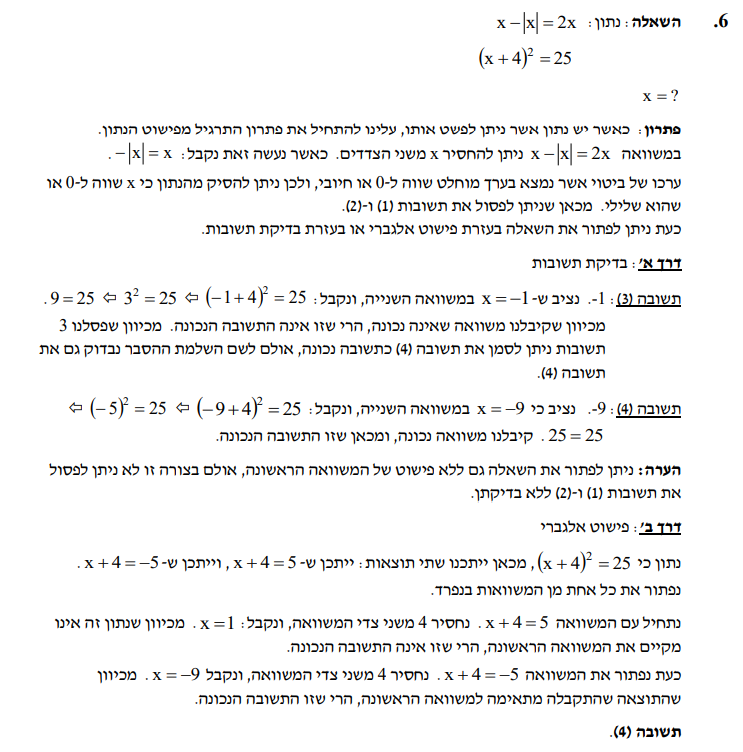 6. השאלה: נתון: x − |x| = 2x
(x + 4)² = 25
x = ?
פתרון: כאשר יש נתון אשר ניתן לפשט אותו, עלינו להתחיל את פתרון התרגיל מפישוט הנתון.
במשוואה x − |x| = 2x ניתן להחסיר x משני הצדדים. כאשר נעשה זאת נקבל: −|x| = x.
ערכו של ביטוי אשר נמצא בערך מוחלט שווה ל-0 או חיובי, ולכן ניתן להסיק מהנתון כי x שווה ל-0 או
שהוא שלילי. מכאן שניתן לפסול את תשובות (1) ו-(2).
כעת ניתן לפתור את השאלה בעזרת פישוט אלגברי או בעזרת בדיקת תשובות.
דרך א': בדיקת תשובות
תשובה (3): 1-. נציב ש- x = −1 במשוואה השנייה, ונקבל: (−1 + 4)² = 25 ⇦ 3² = 25 ⇦ 9 = 25.
מכיוון שקיבלנו משוואה שאינה נכונה, הרי שזו אינה התשובה הנכונה. מכיוון שפסלנו 3
תשובות ניתן לסמן את תשובה (4) כתשובה נכונה, אולם לשם השלמת ההסבר נבדוק גם את
תשובה (4).
תשובה (4): 9-. נציב כי x = −9 במשוואה השנייה, ונקבל: (−9 + 4)² = 25 ⇦ (−5)² = 25 ⇦
25 = 25. קיבלנו משוואה נכונה, ומכאן שזו התשובה הנכונה.
הערה: ניתן לפתור את השאלה גם ללא פישוט של המשוואה הראשונה, אולם בצורה זו לא ניתן לפסול
את תשובות (1) ו-(2) ללא בדיקתן.
דרך ב': פישוט אלגברי
נתון כי (x + 4)² = 25, מכאן ייתכנו שתי תוצאות: ייתכן ש- x + 4 = 5, וייתכן ש- x + 4 = −5.
נפתור את כל אחת מן המשוואות בנפרד.
נתחיל עם המשוואה x + 4 = 5. נחסיר 4 משני צדי המשוואה, ונקבל: x = 1. מכיוון שנתון זה אינו
מקיים את המשוואה הראשונה, הרי שזו אינה התשובה הנכונה.
כעת נפתור את המשוואה x + 4 = −5. נחסיר 4 משני צדי המשוואה, ונקבל x = −9. מכיוון
שהתוצאה שהתקבלה מתאימה למשוואה הראשונה, הרי שזו התשובה הנכונה.
תשובה (4).